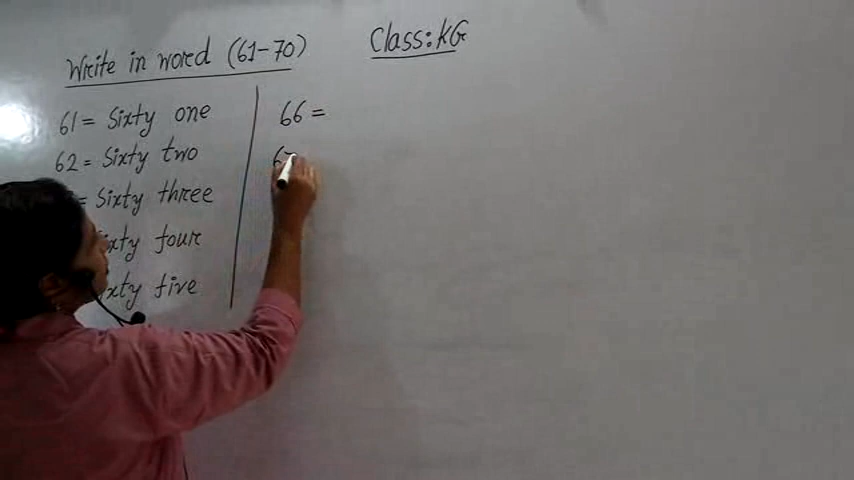 Write in word (61-70)
Class: KG
61 = Sixty one
62 = Sixty two
= Sixty three
ixty four
ixty five
66 =
67